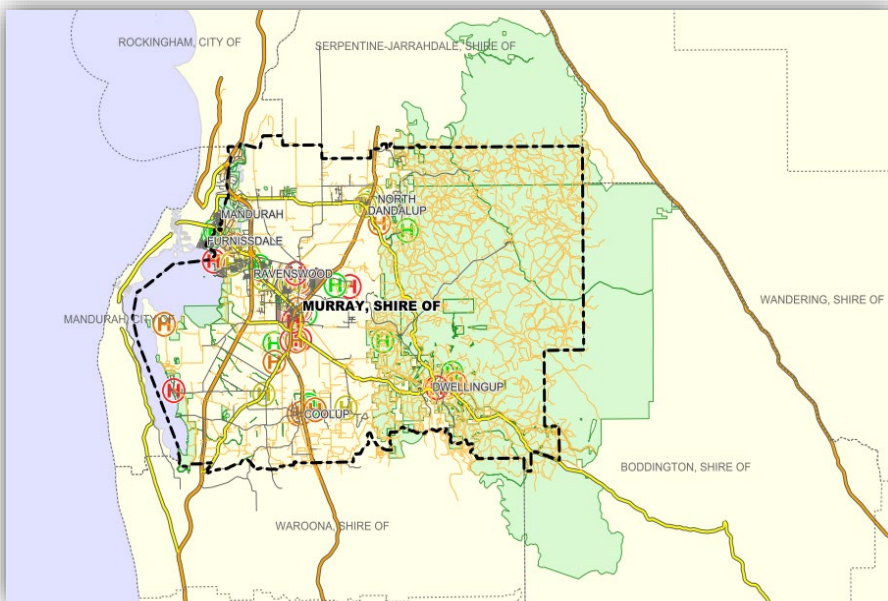 ROCKINGHAM, CITY OF
SERPENTINE-JARRAHDALE, SHIRE OF
NORTH
DANDALUP
MANDURAH
FURNISSDALE
RAVENSWOOD
MURRAY, SHIRE OF
WANDERING, SHIRE OF
MANDURAH, CITY OF
DWELLINGUP
COOLUP
BODDINGTON, SHIRE OF
WAROONA, SHIRE OF
H
H
H
H
H
H
H
H
H
H